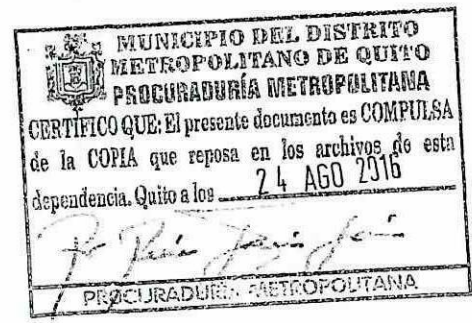 MUNICIPIO DEL DISTRITO
METROPOLITANO DE QUITO
PROCURADURÍA METROPOLITANA
CERTIFICO QUE: El presente documento es COMPULSA
de la COPIA que reposa en los archivos de esta
dependencia. Quito a los 24 AGO 2016
PROCURADURÍA METROPOLITANA